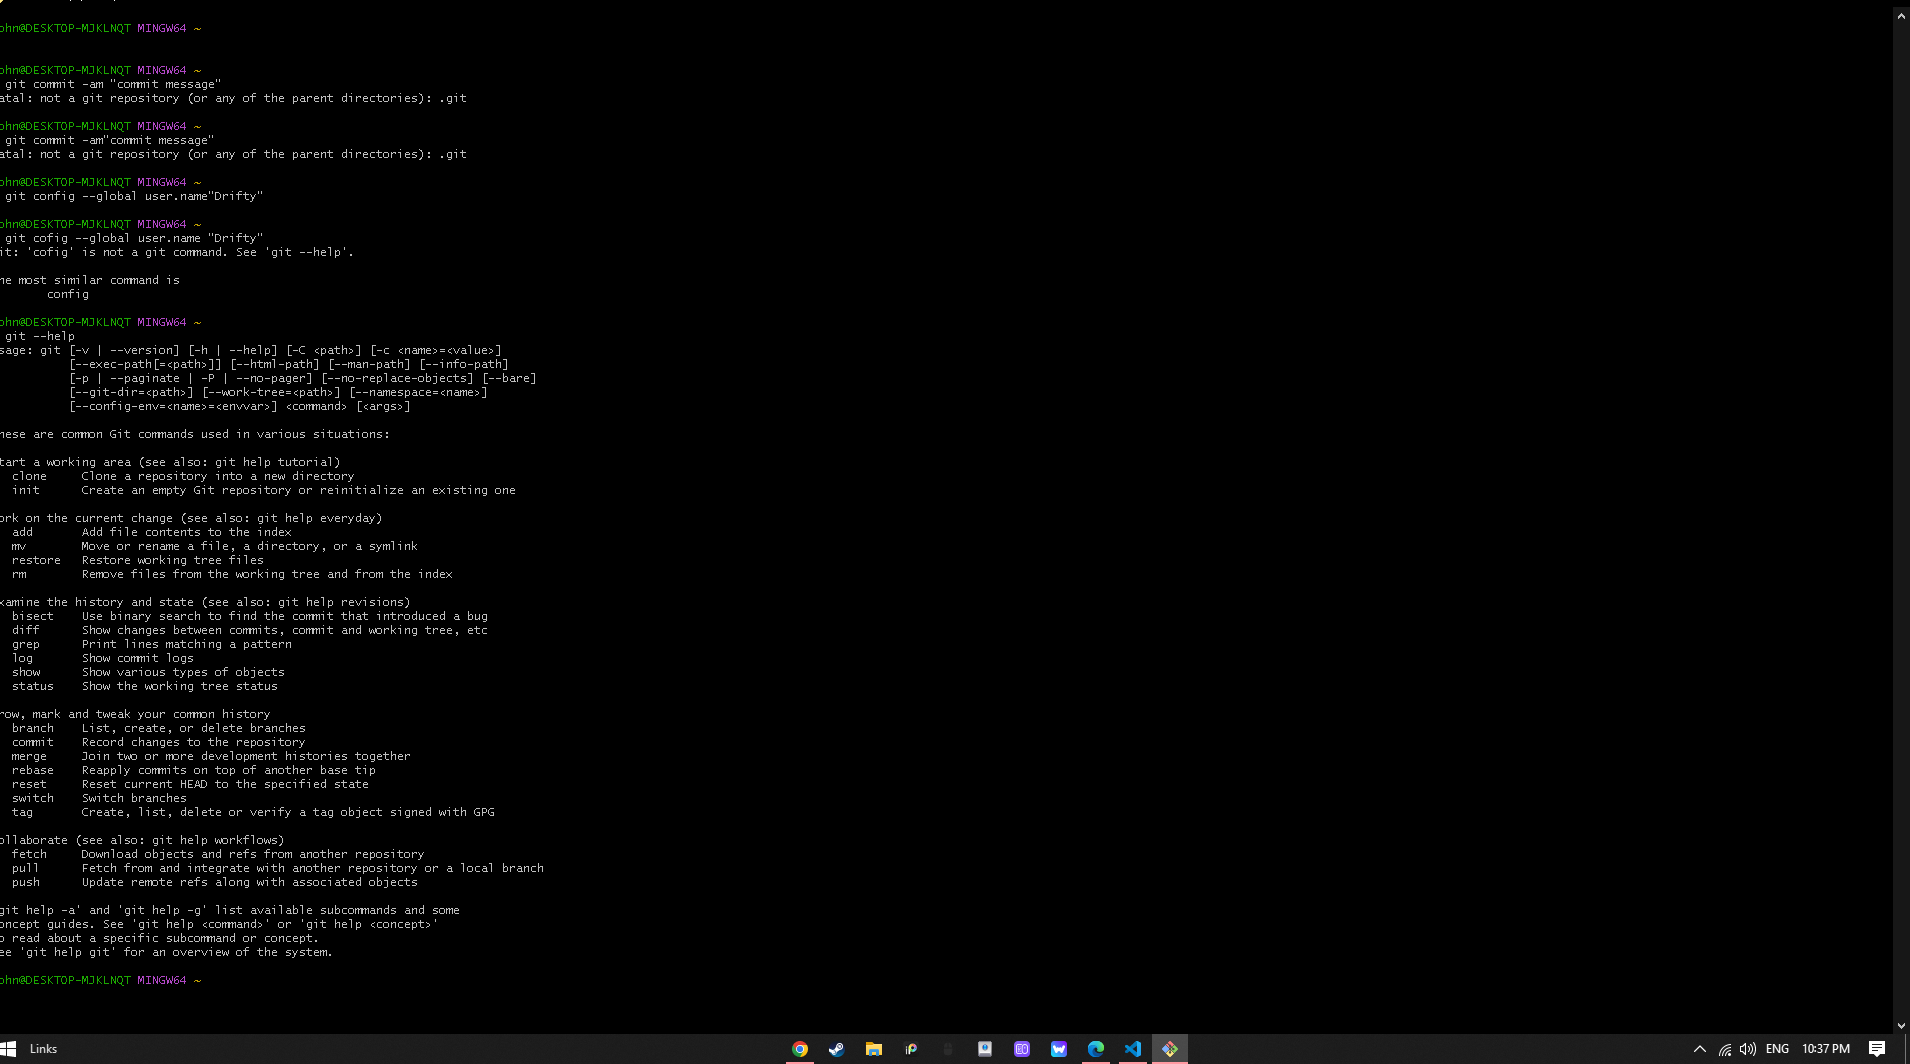 ohn@DESKTOP-MJKLNQT MINGW64 ~
ohn@DESKTOP-MJKLNQT MINGW64 ~
git commit -am "commit message"
atal: not a git repository (or any of the parent directories): .git
ohn@DESKTOP-MJKLNQT MINGW64 ~
git commit -am"commit message"
atal: not a git repository (or any of the parent directories): .git
ohn@DESKTOP-MJKLNQT MINGW64 ~
git config --global user.name"Drifty"
ohn@DESKTOP-MJKLNQT MINGW64 ~
git cofig --global user.name "Drifty"
it: 'cofig' is not a git command. See 'git --help'.
he most similar command is
config
ohn@DESKTOP-MJKLNQT MINGW64 ~
git --help
sage: git [-v | --version] [-h | --help] [-C <path>] [-c <name>=<value>]
[--exec-path[=<path>]] [--html-path] [--man-path] [--info-path]
[-p | --paginate | -P | --no-pager] [--no-replace-objects] [--bare]
[--git-dir=<path>] [--work-tree=<path>] [--namespace=<name>]
[--config-env=<name>=<envvar>] <command> [<args>]
hese are common Git commands used in various situations:
tart a working area (see also: git help tutorial)
clone Clone a repository into a new directory
init Create an empty Git repository or reinitialize an existing one
ork on the current change (see also: git help everyday)
add Add file contents to the index
mv Move or rename a file, a directory, or a symlink
restore Restore working tree files
rm Remove files from the working tree and from the index
xamine the history and state (see also: git help revisions)
bisect Use binary search to find the commit that introduced a bug
diff Show changes between commits, commit and working tree, etc
grep Print lines matching a pattern
log Show commit logs
show Show various types of objects
status Show the working tree status
row, mark and tweak your common history
branch List, create, or delete branches
commit Record changes to the repository
merge Join two or more development histories together
rebase Reapply commits on top of another base tip
reset Reset current HEAD to the specified state
switch Switch branches
tag Create, list, delete or verify a tag object signed with GPG
ollaborate (see also: git help workflows)
fetch Download objects and refs from another repository
pull Fetch from and integrate with another repository or a local branch
push Update remote refs along with associated objects
git help -a' and 'git help -g' list available subcommands and some
oncept guides. See 'git help <command>' or 'git help <concept>'
o read about a specific subcommand or concept.
ee 'git help git' for an overview of the system.
ohn@DESKTOP-MJKLNQT MINGW64 ~
Links
ENG
10:37 PM